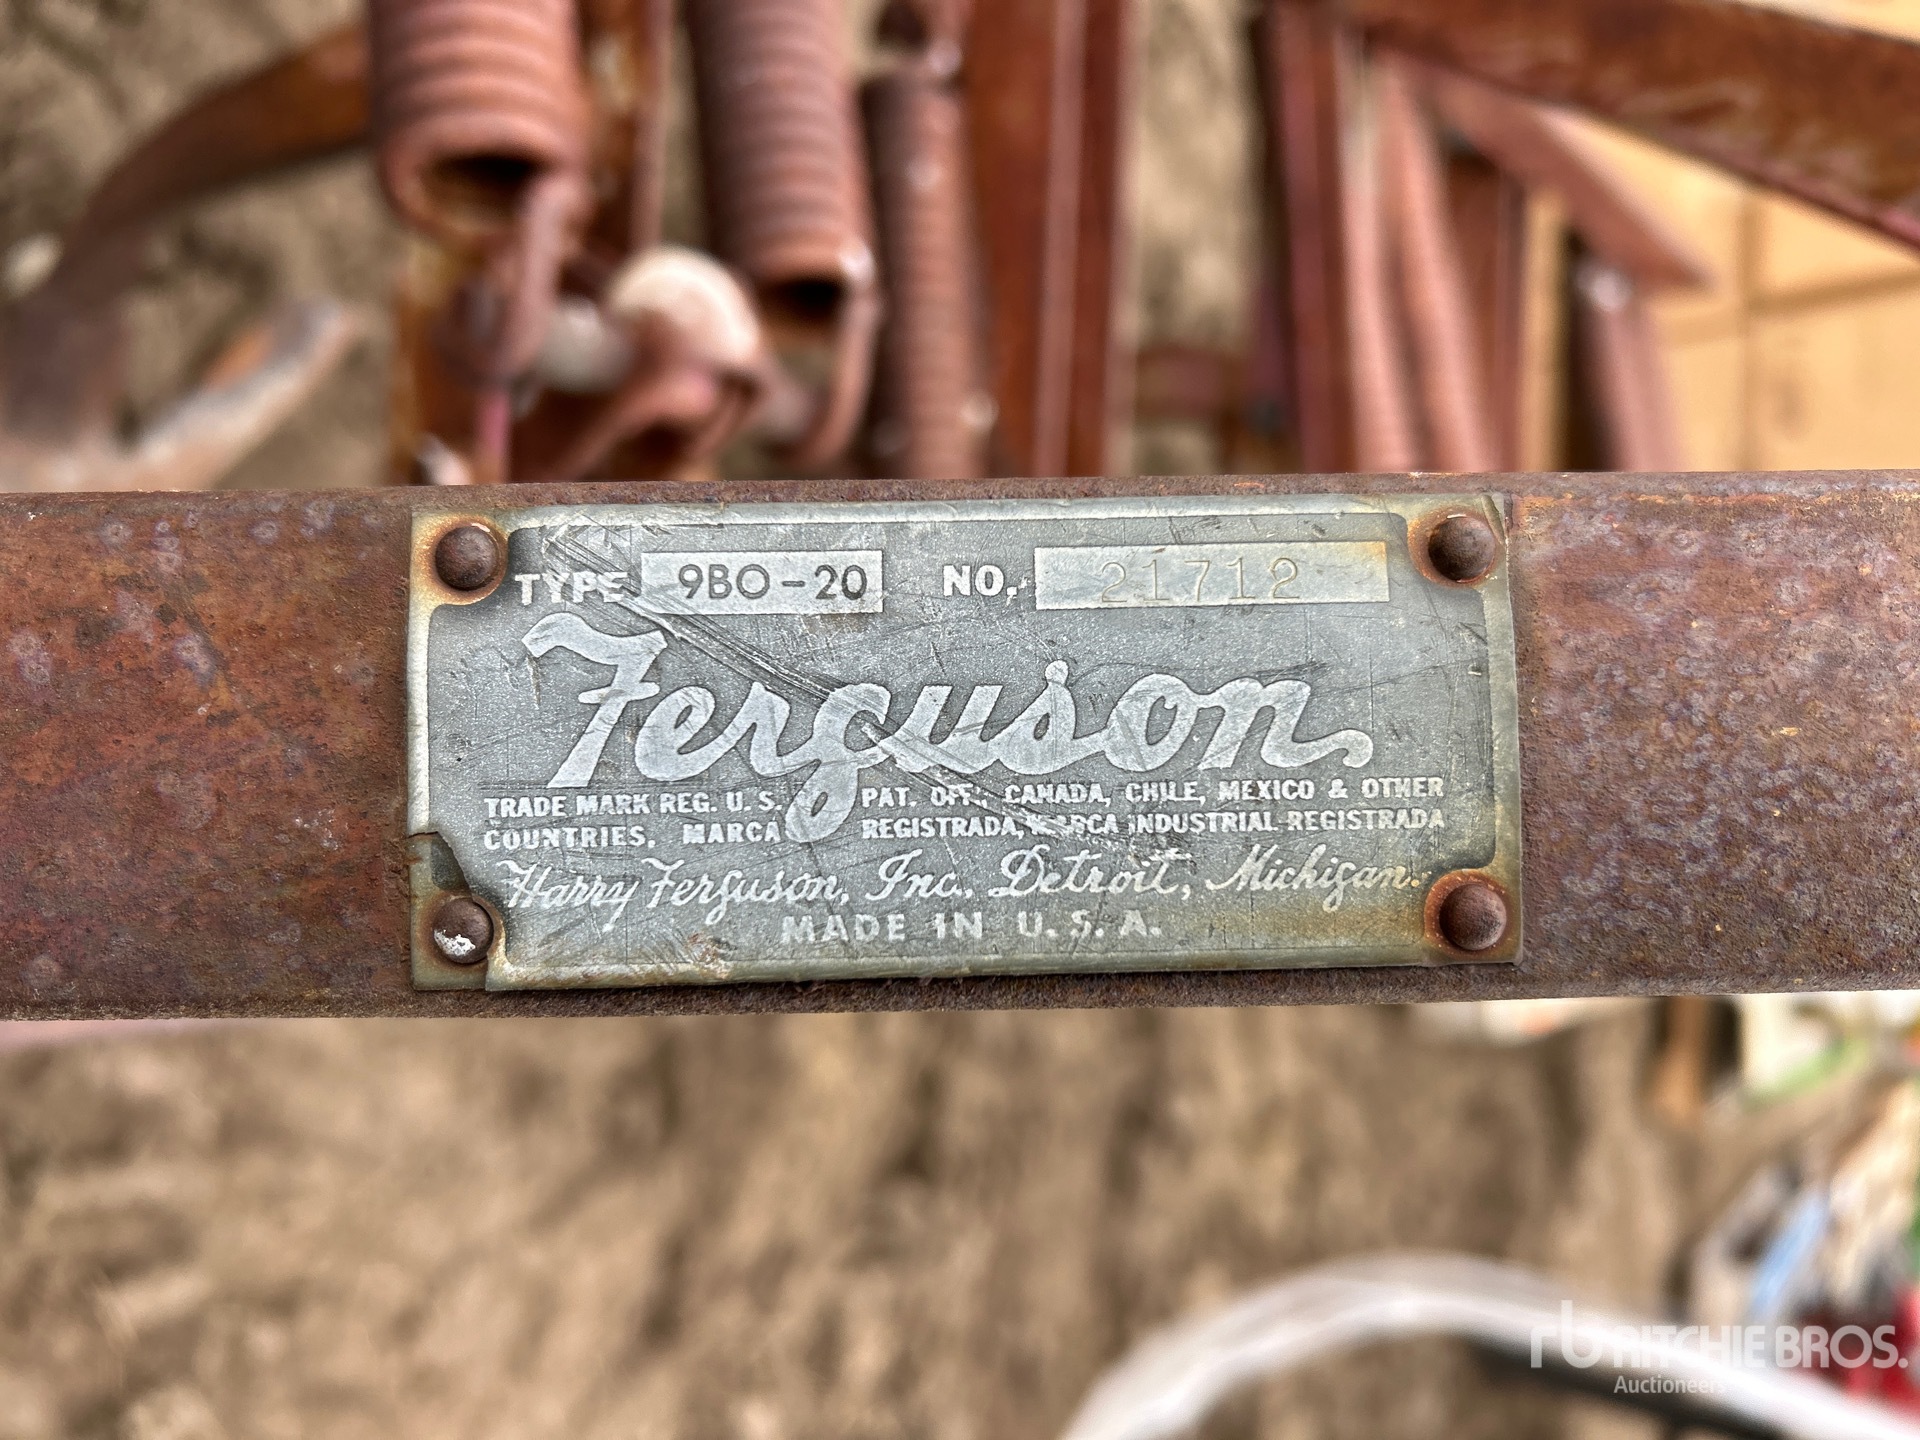 TYPE 9BO-20 NO. 21712
Ferguson
TRADE MARK REG. U. S. PAT. OFF., CANADA, CHILE, MEXICO & OTHER
COUNTRIES. MARCA REGISTRADA, MARCA INDUSTRIAL REGISTRADA
Harry Ferguson, Inc. Detroit, Michigan.
MADE IN U. S. A.
rb RITCHIE BROS.
Auctioneers